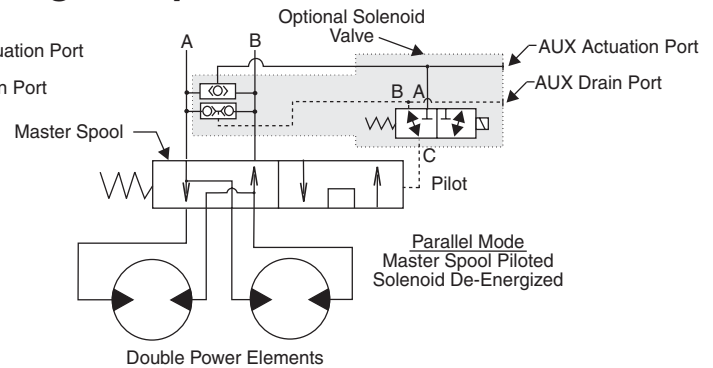 Optional Solenoid
Valve
uation Port
A
B
AUX Actuation Port
n Port
AUX Drain Port
B A
Master Spool
C
Pilot
Parallel Mode
Master Spool Piloted
Solenoid De-Energized
Double Power Elements